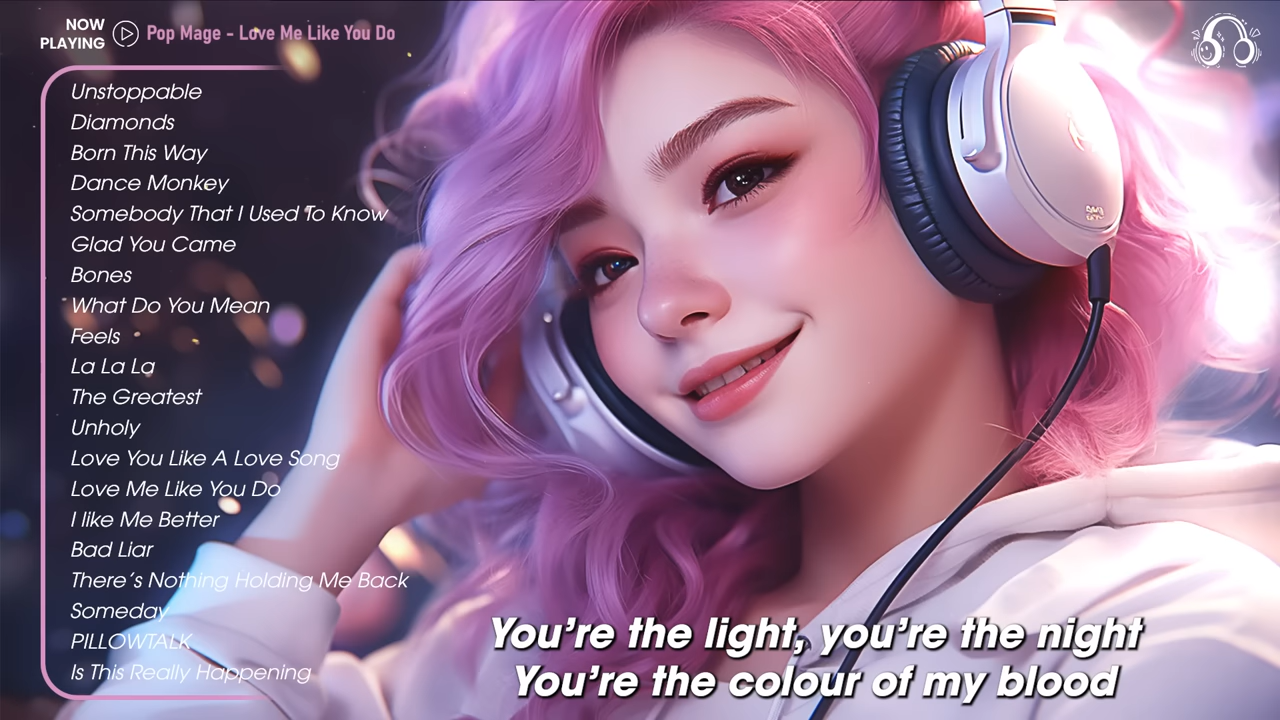 NOW
PLAYING
Pop Mage - Love Me Like You Do
Unstoppable
Diamonds
Born This Way
Dance Monkey
Somebody That I Used To Know
Glad You Came
Bones
What Do You Mean
Feels
La La La
The Greatest
Unholy
Love You Like A Love Song
Love Me Like You Do
I like Me Better
Bad Liar
There's Nothing Holding Me Back
Someday
PILLOWTALK
Is This Really Happening
You're the light, you're the night
You're the colour of my blood